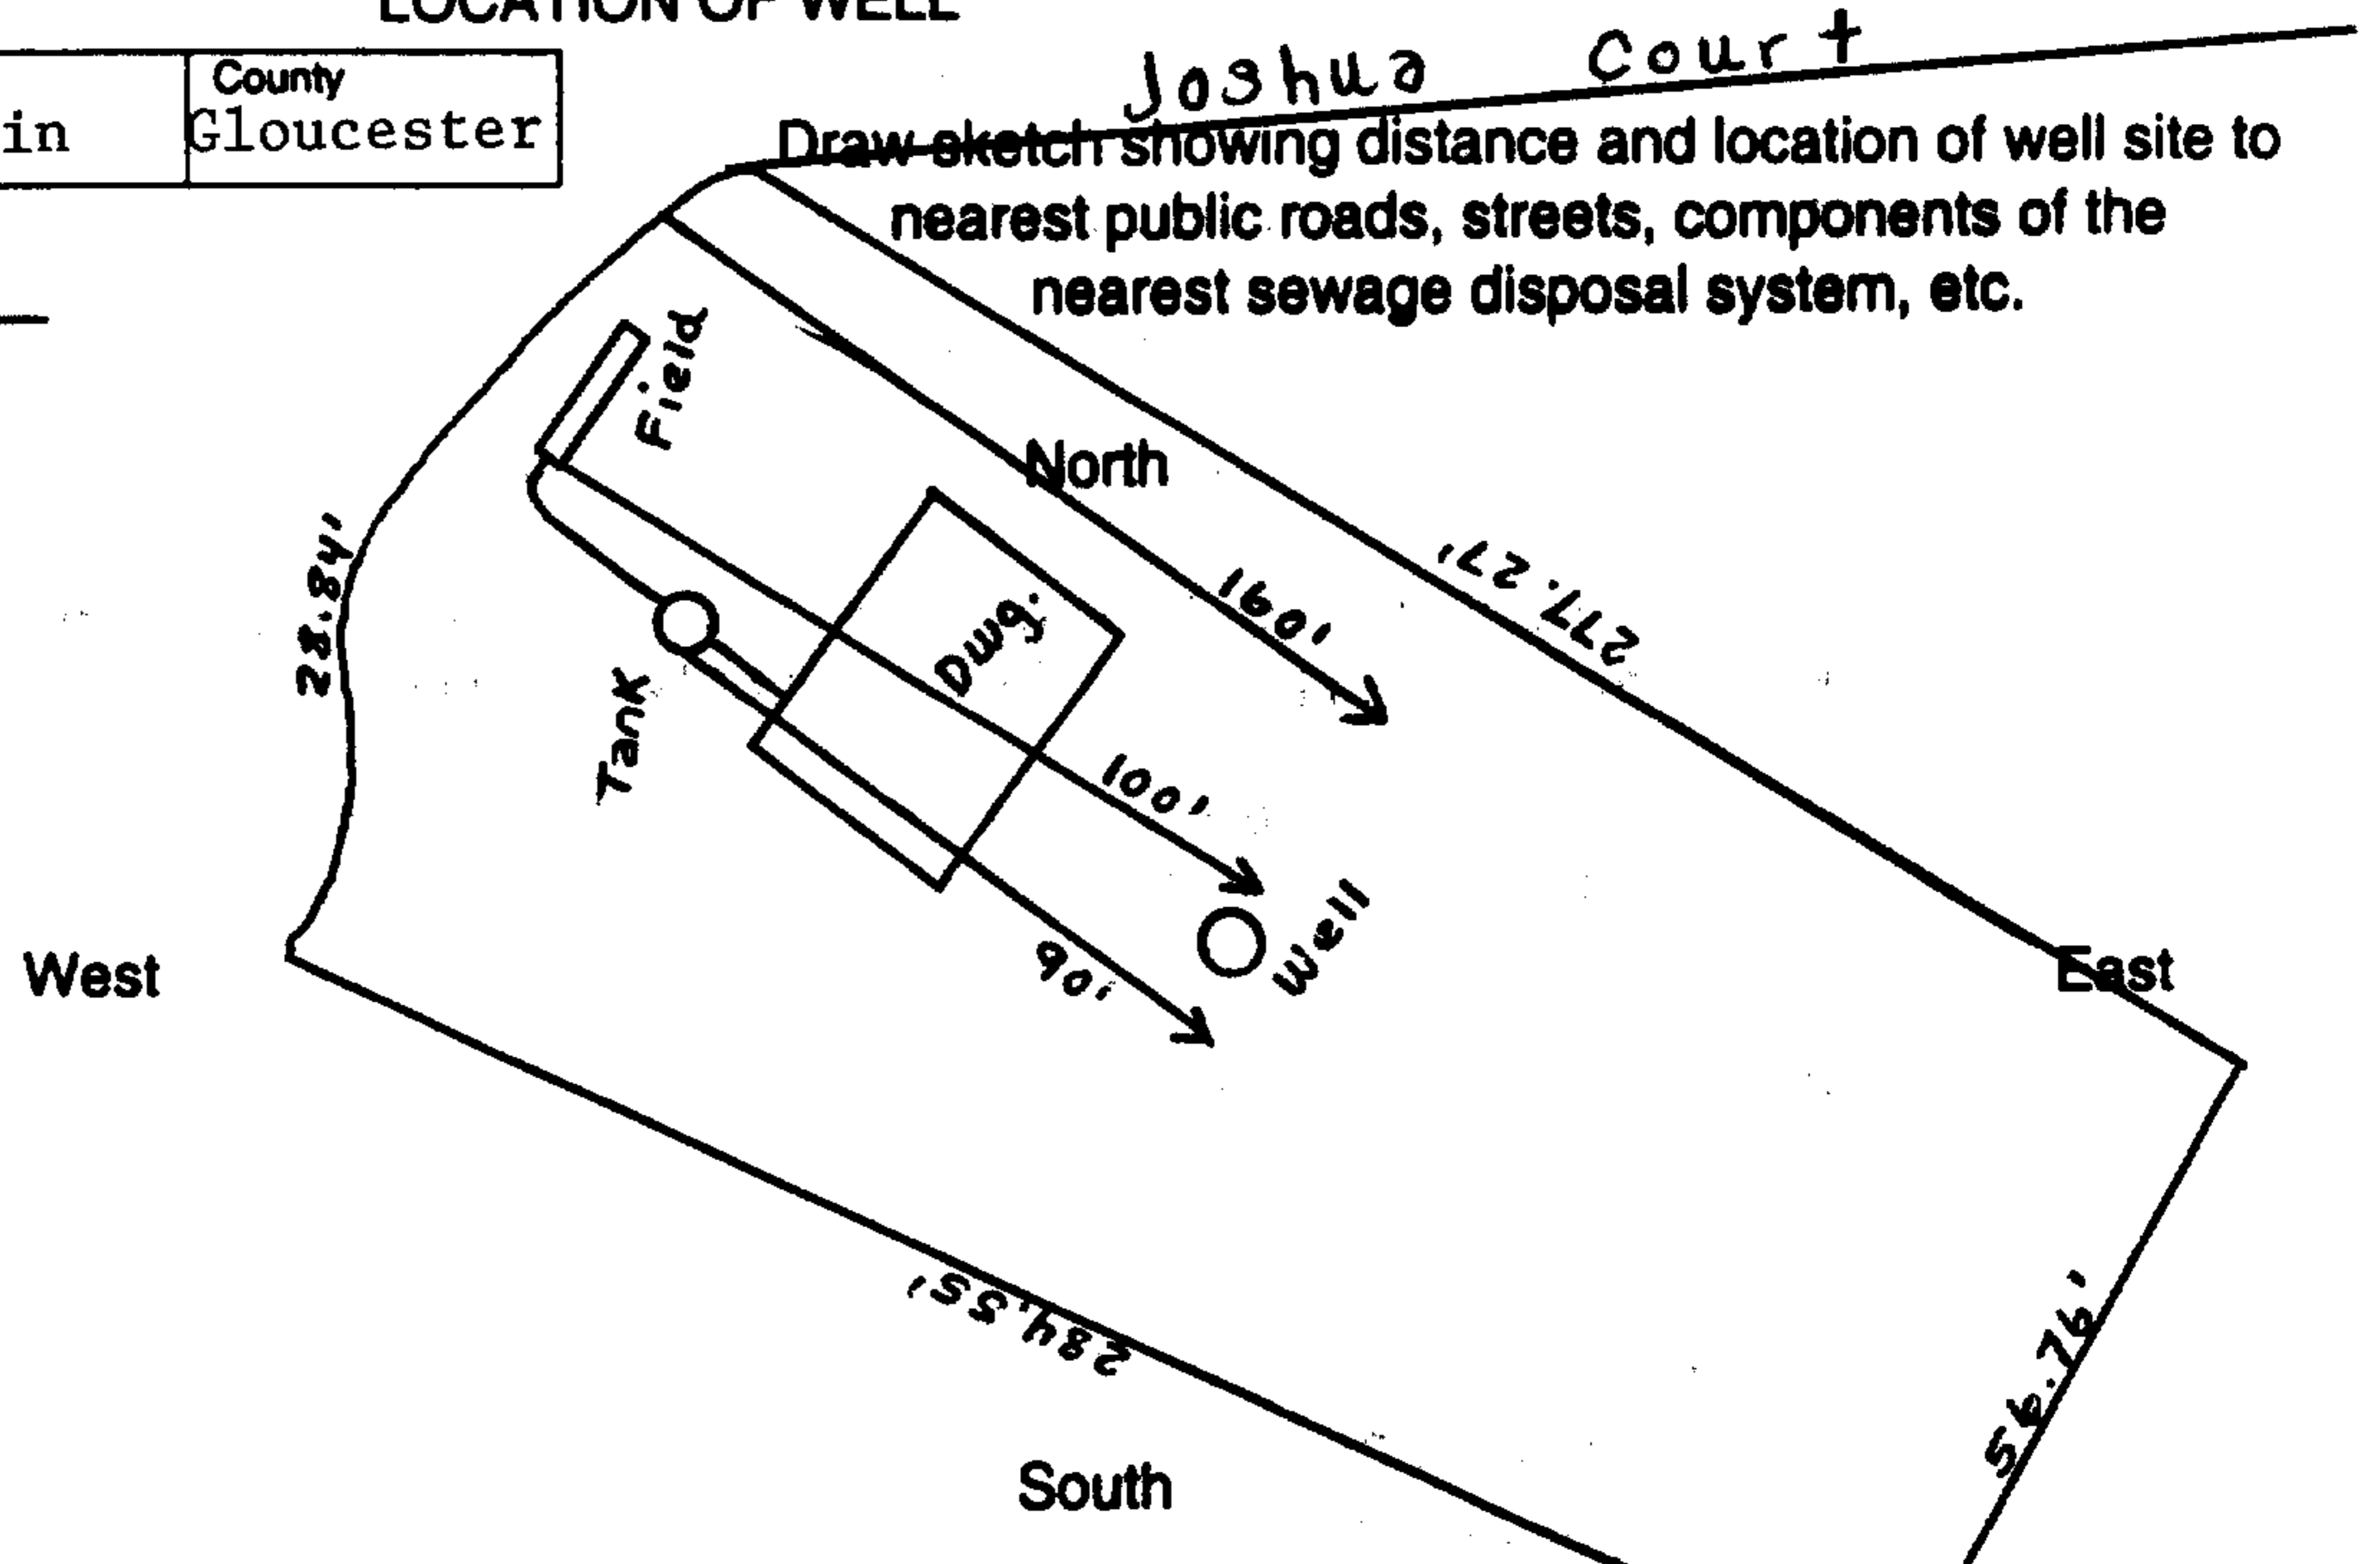 LOCATION OF WELL
County
in
Gloucester
Joshua Court
Draw sketch showing distance and location of well site to
nearest public roads, streets, components of the
nearest sewage disposal system, etc.
Field
North
28.84'
277.27'
160'
Dwg.
Tank
100'
Well
90'
West
East
284.55'
56.76'
South